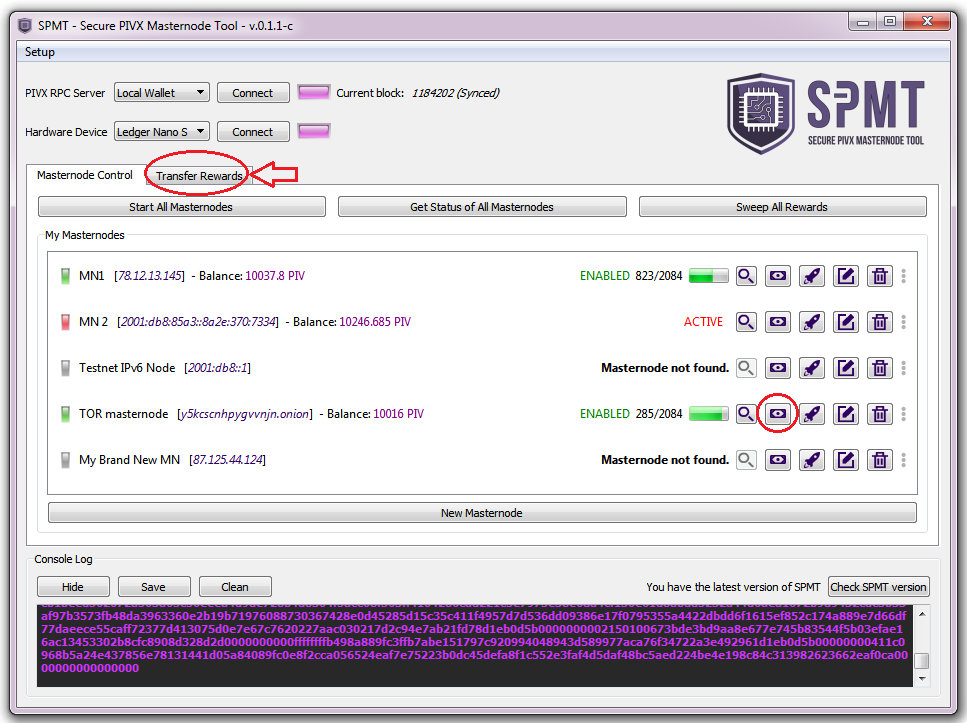 SPMT - Secure PIVX Masternode Tool - v.0.1.1-c
Setup
PIVX RPC Server Local Wallet Connect Current block: 1184202 (Synced)
Hardware Device Ledger Nano S Connect
SPMT
SECURE PIVX MASTERNODE TOOL
Masternode Control Transfer Rewards
Start All Masternodes Get Status of All Masternodes Sweep All Rewards
My Masternodes
MN1 [78.12.13.145] - Balance: 10037.8 PIV ENABLED 823/2084
MN 2 [2001:db8:85a3::8a2e:370:7334] - Balance: 10246.685 PIV ACTIVE
Testnet IPv6 Node [2001:db8::1] Masternode not found.
TOR masternode [y5kcscnhpygvvnjn.onion] - Balance: 10016 PIV ENABLED 285/2084
My Brand New MN [87.125.44.124] Masternode not found.
New Masternode
Console Log
Hide Save Clean You have the latest version of SPMT Check SPMT version
af97b3573fb48da3963360e2b19b71976088730367428e0d45285d15c35c411f4957d7d536dd09386e17f0795355a4422dbdd6f1615ef852c174a889e7d66df
77daeece55caff72377d413075d0e7e67c7620227aac030217d2c94e7ab21fd78d1eb0d5b0000000002150100673bde3bd9aa8e677e745b83544f5b03efae1
6ac13453302b8cfc8908d328d2d00000000000ffffffffb498a889fc3ffb7abe151797c920994048943d589977aca76f34722a3e492961d1eb0d5b00000000411c0
968b5a24e437856e78131441d05a84089fc0e8f2cca056524eaf7e75223b0dc45defa8f1c552e3faf4d5daf48bc5aed224be4e198c84c313982623662eaf0ca00
00000000000000